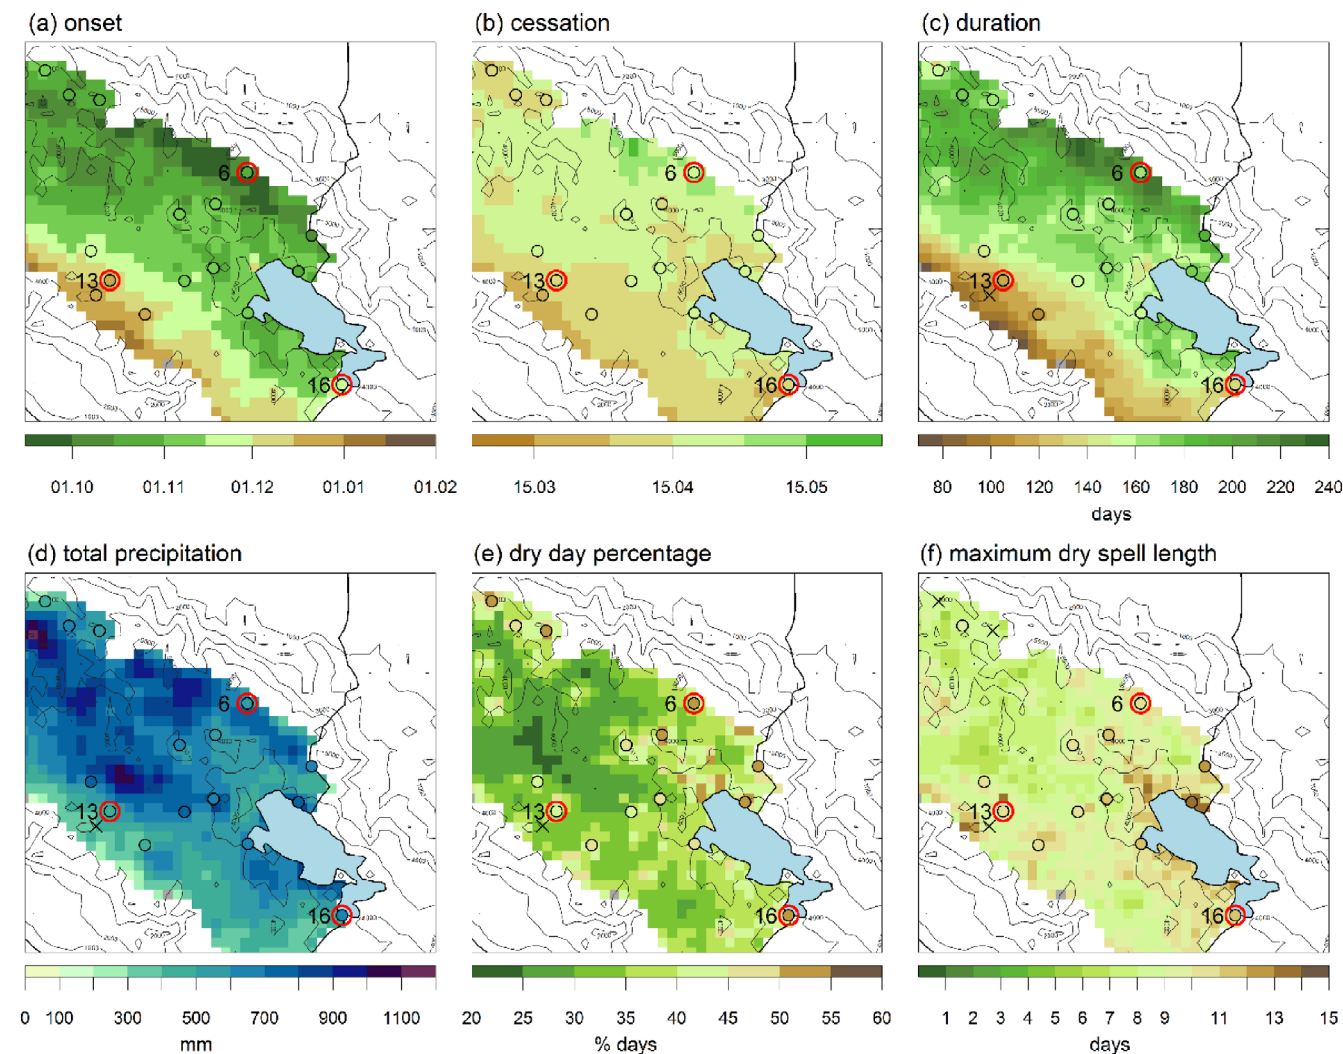 (a) onset
(b) cessation
(c) duration
6
13
16
6
13
16
6
13
16
01.10 01.11 01.12 01.01 01.02
15.03 15.04 15.05
80 100 120 140 160 180 200 220 240
days
(d) total precipitation
(e) dry day percentage
(f) maximum dry spell length
6
13
16
6
13
16
6
13
16
0 100 300 500 700 900 1100
mm
20 25 30 35 40 45 50 55 60
% days
1 2 3 4 5 6 7 8 9 11 13 15
days